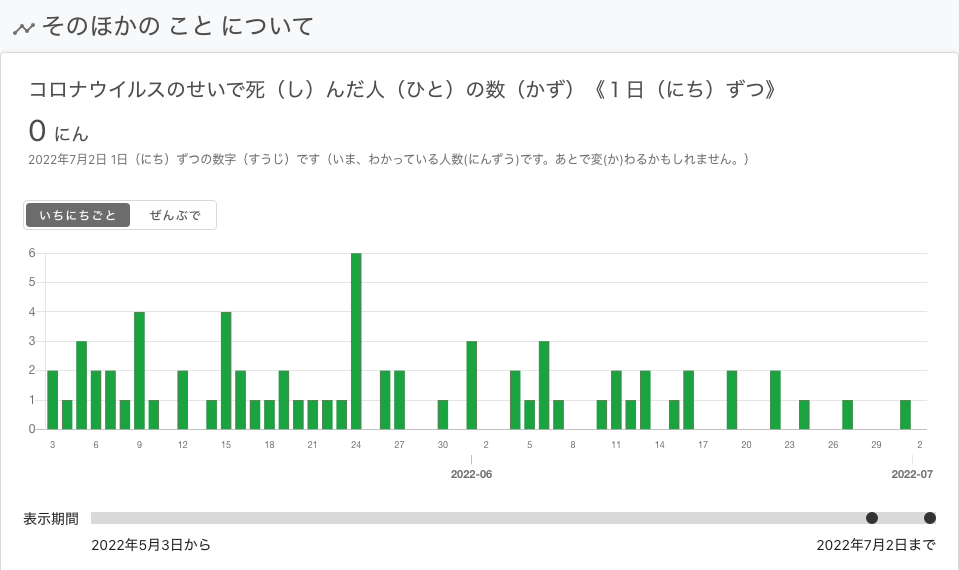 そのほかの こと について
コロナウイルスのせいで死（し）んだ人（ひと）の数（かず）《１日（にち）ずつ》
0 にん
2022年7月2日 1日（にち）ずつの数字（すうじ）です（いま、わかっている人数(にんずう)です。あとで変(か)わるかもしれません。）
いちにちごと ぜんぶで
6
5
4
3
2
1
0
3 6 9 12 15 18 21 24 27 30 2 5 8 11 14 17 20 23 26 29 2
2022-06 2022-07
表示期間
2022年5月3日から 2022年7月2日まで